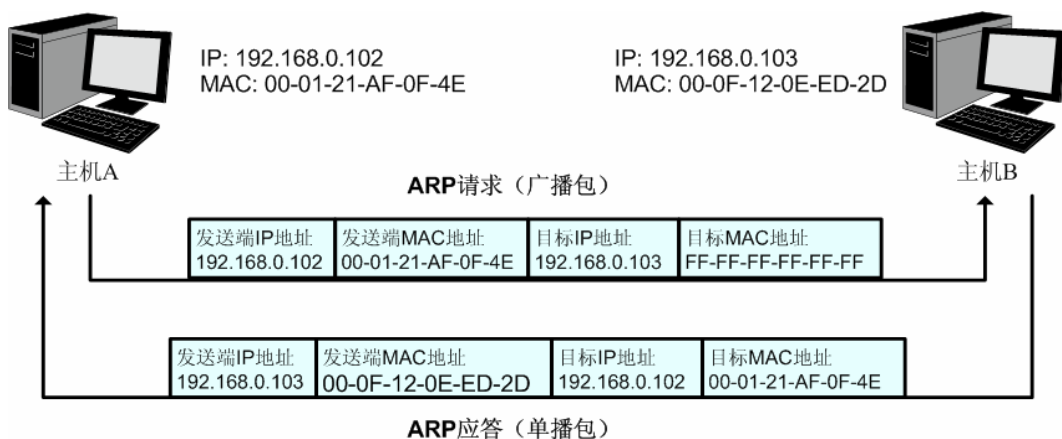 IP: 192.168.0.102
MAC: 00-01-21-AF-0F-4E
IP: 192.168.0.103
MAC: 00-0F-12-0E-ED-2D
主机A
主机B
ARP请求（广播包）
发送端IP地址
192.168.0.102
发送端MAC地址
00-01-21-AF-0F-4E
目标IP地址
192.168.0.103
目标MAC地址
FF-FF-FF-FF-FF-FF
发送端IP地址
192.168.0.103
发送端MAC地址
00-0F-12-0E-ED-2D
目标IP地址
192.168.0.102
目标MAC地址
00-01-21-AF-0F-4E
ARP应答（单播包）